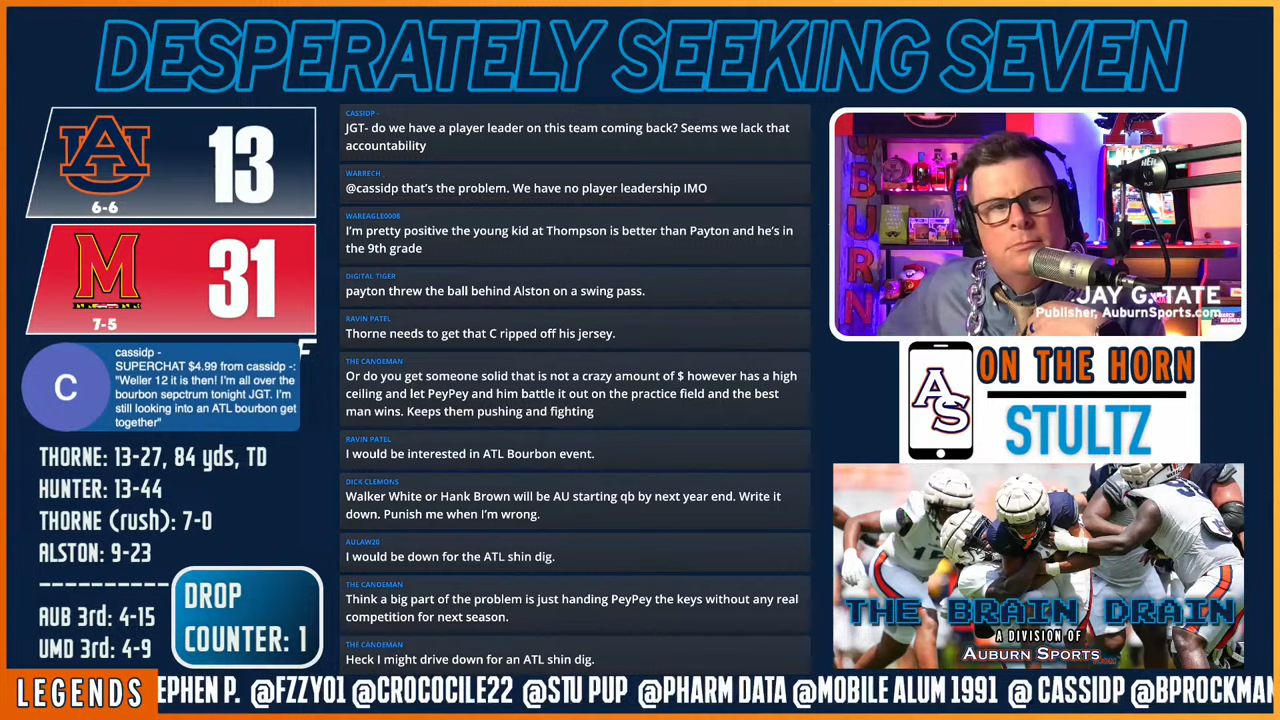 DESPERATELY SEEKING SEVEN
13
6-6
31
7-5
cassidp -
SUPERCHAT $4.99 from cassidp -:
"Weller 12 it is then! I'm all over the
bourbon sepctrum tonight JGT. I'm
still looking into an ATL bourbon get
together"
C
THORNE: 13-27, 84 yds, TD
HUNTER: 13-44
THORNE (rush): 7-0
ALSTON: 9-23
----------
AUB 3rd: 4-15
UMD 3rd: 4-9
DROP
COUNTER: 1
CASSIDP -
JGT- do we have a player leader on this team coming back? Seems we lack that
accountability
WARRECH
@cassidp that's the problem. We have no player leadership IMO
WAREAGLE0008
I'm pretty positive the young kid at Thompson is better than Payton and he's in
the 9th grade
DIGITAL TIGER
payton threw the ball behind Alston on a swing pass.
RAVIN PATEL
Thorne needs to get that C ripped off his jersey.
THE CANOEMAN
Or do you get someone solid that is not a crazy amount of $ however has a high
ceiling and let PeyPey and him battle it out on the practice field and the best
man wins. Keeps them pushing and fighting
RAVIN PATEL
I would be interested in ATL Bourbon event.
DICK CLEMONS
Walker White or Hank Brown will be AU starting qb by next year end. Write it
down. Punish me when I'm wrong.
AULAW20
I would be down for the ATL shin dig.
THE CANOEMAN
Think a big part of the problem is just handing PeyPey the keys without any real
competition for next season.
THE CANOEMAN
Heck I might drive down for an ATL shin dig.
BURN
JAY G. TATE
Publisher, AuburnSports.com
AS
ON THE HORN
STULTZ
THE BRAIN DRAIN
A DIVISION OF
AUBURN SPORTS.com
LEGENDS
EPHEN P. @FZZY01 @CROCOCILE22 @STU PUP @PHARM DATA @MOBILE ALUM 1991 @ CASSIDP @BPROCKMAN